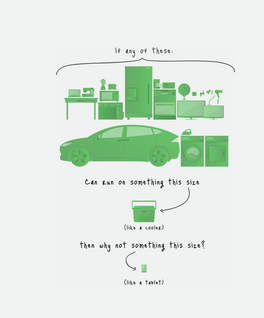 If any of these:
Can run on something this size
(like a cooler)
then why not something this size?
(like a tablet)